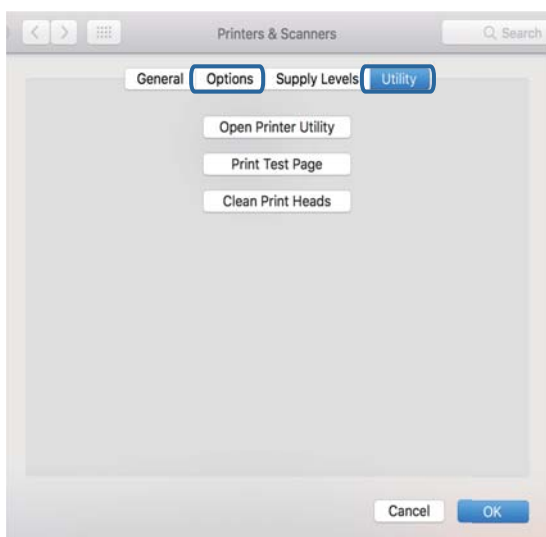 Printers & Scanners Search
General Options Supply Levels Utility
Open Printer Utility
Print Test Page
Clean Print Heads
Cancel OK